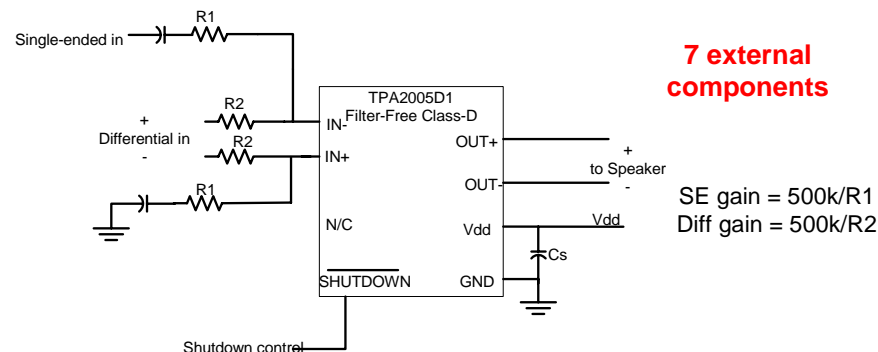 R1
Single-ended in
7 external
components
TPA2005D1
Filter-Free Class-D
R2
+
IN-
Differential in
OUT+
R2
IN+
-
+
to Speaker
OUT-
-
R1
SE gain = 500k/R1
Diff gain = 500k/R2
N/C
Vdd
Vdd
Cs
SHUTDOWN
GND
Shutdown control